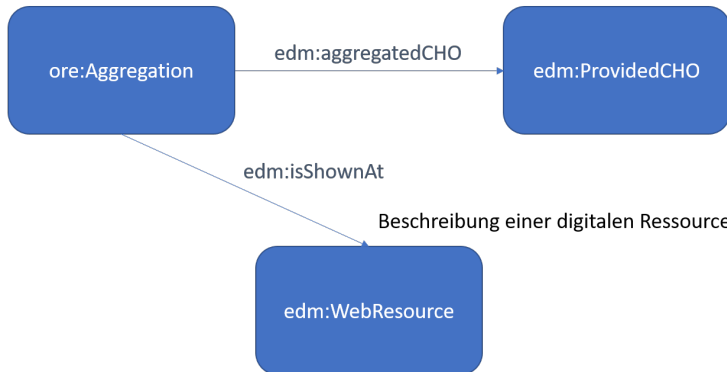 ore:Aggregation
edm:aggregatedCHO
edm:ProvidedCHO
edm:isShownAt
Beschreibung einer digitalen Ressource
edm:WebResource